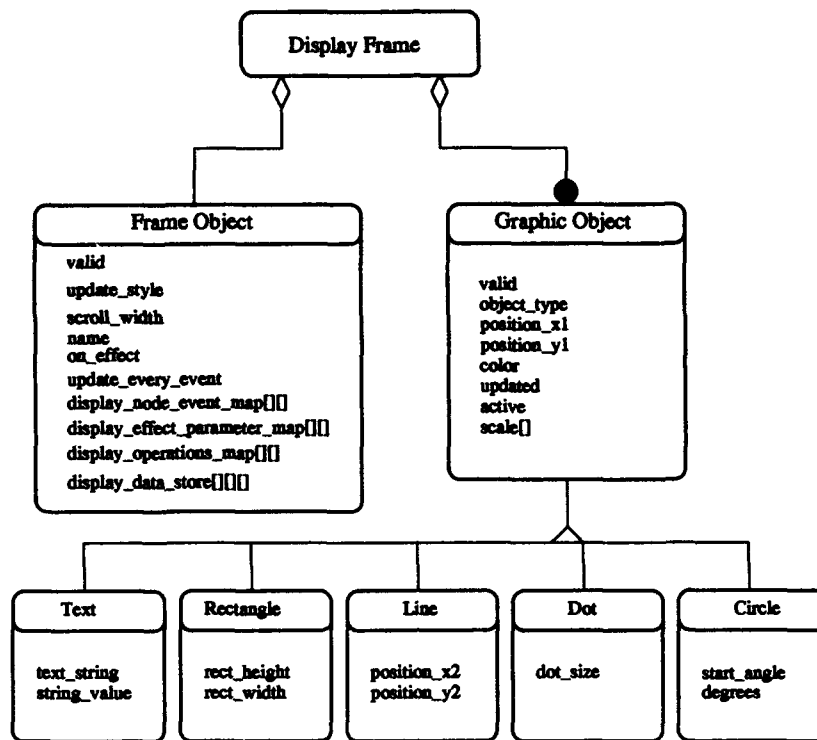 Display Frame
Frame Object
valid
update_style
scroll_width
name
on_effect
update_every_event
display_node_event_map[][]
display_effect_parameter_map[][]
display_operations_map[][]
display_data_store[][][]
Graphic Object
valid
object_type
position_x1
position_y1
color
updated
active
scale[]
Text
text_string
string_value
Rectangle
rect_height
rect_width
Line
position_x2
position_y2
Dot
dot_size
Circle
start_angle
degrees